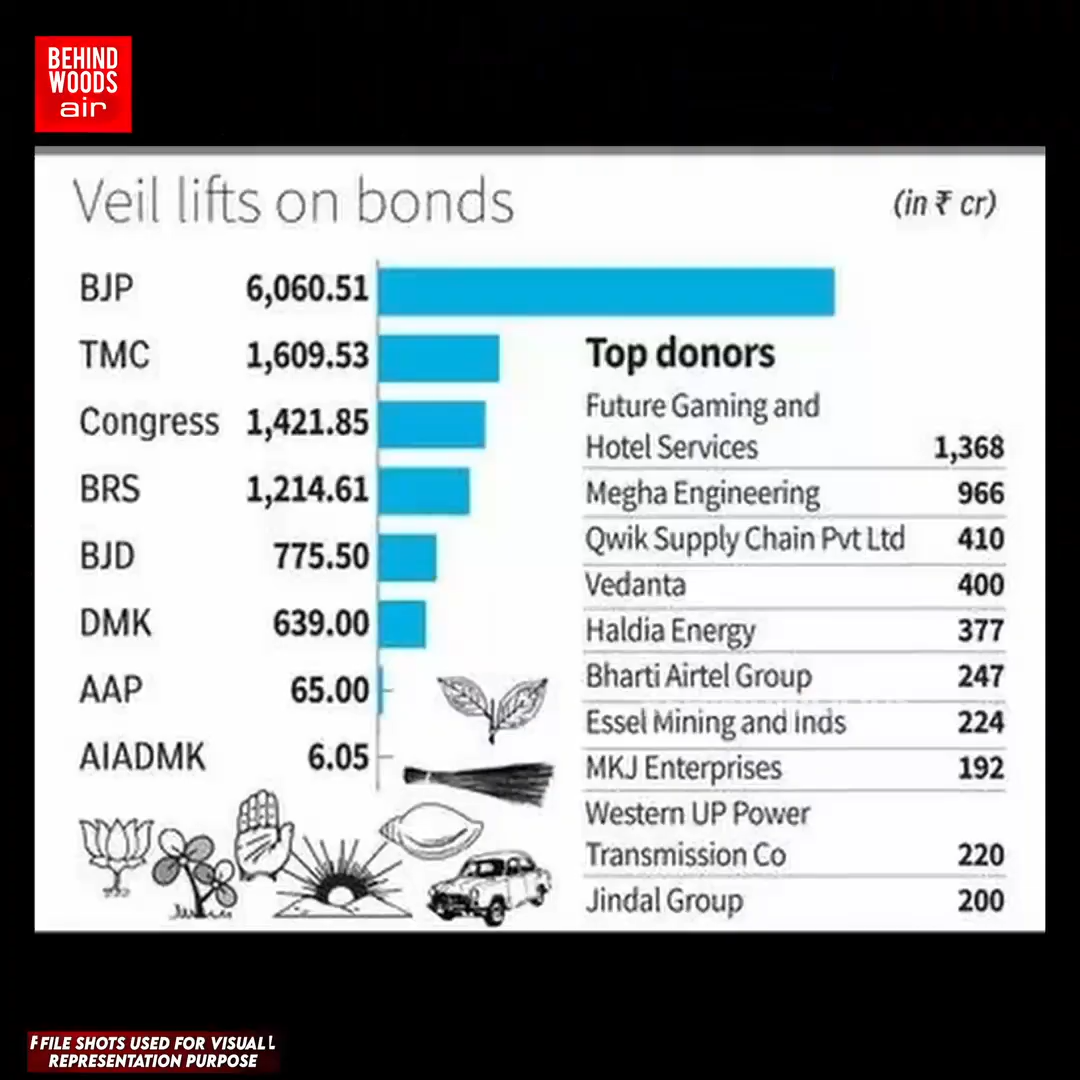 BEHIND
WOODS
air
Veil lifts on bonds
(in ₹ cr)
BJP 6,060.51
TMC 1,609.53
Congress 1,421.85
BRS 1,214.61
BJD 775.50
DMK 639.00
AAP 65.00
AIADMK 6.05
Top donors
Future Gaming and
Hotel Services 1,368
Megha Engineering 966
Qwik Supply Chain Pvt Ltd 410
Vedanta 400
Haldia Energy 377
Bharti Airtel Group 247
Essel Mining and Inds 224
MKJ Enterprises 192
Western UP Power
Transmission Co 220
Jindal Group 200
FILE SHOTS USED FOR VISUAL
REPRESENTATION PURPOSE